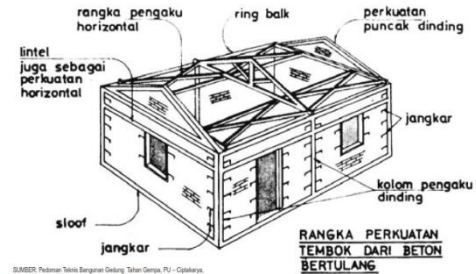 rangka pengaku
horizontal
ring balk
perkuatan
puncak dinding
lintel
juga sebagai
perkuatan
horizontal
jangkar
kolom pengaku
dinding
sloof
jangkar
RANGKA PERKUATAN
TEMBOK DARI BETON
BERTULANG
SUMBER: Pedoman Teknis Bangunan Gedung Tahan Gempa, PU – Ciptakarya,